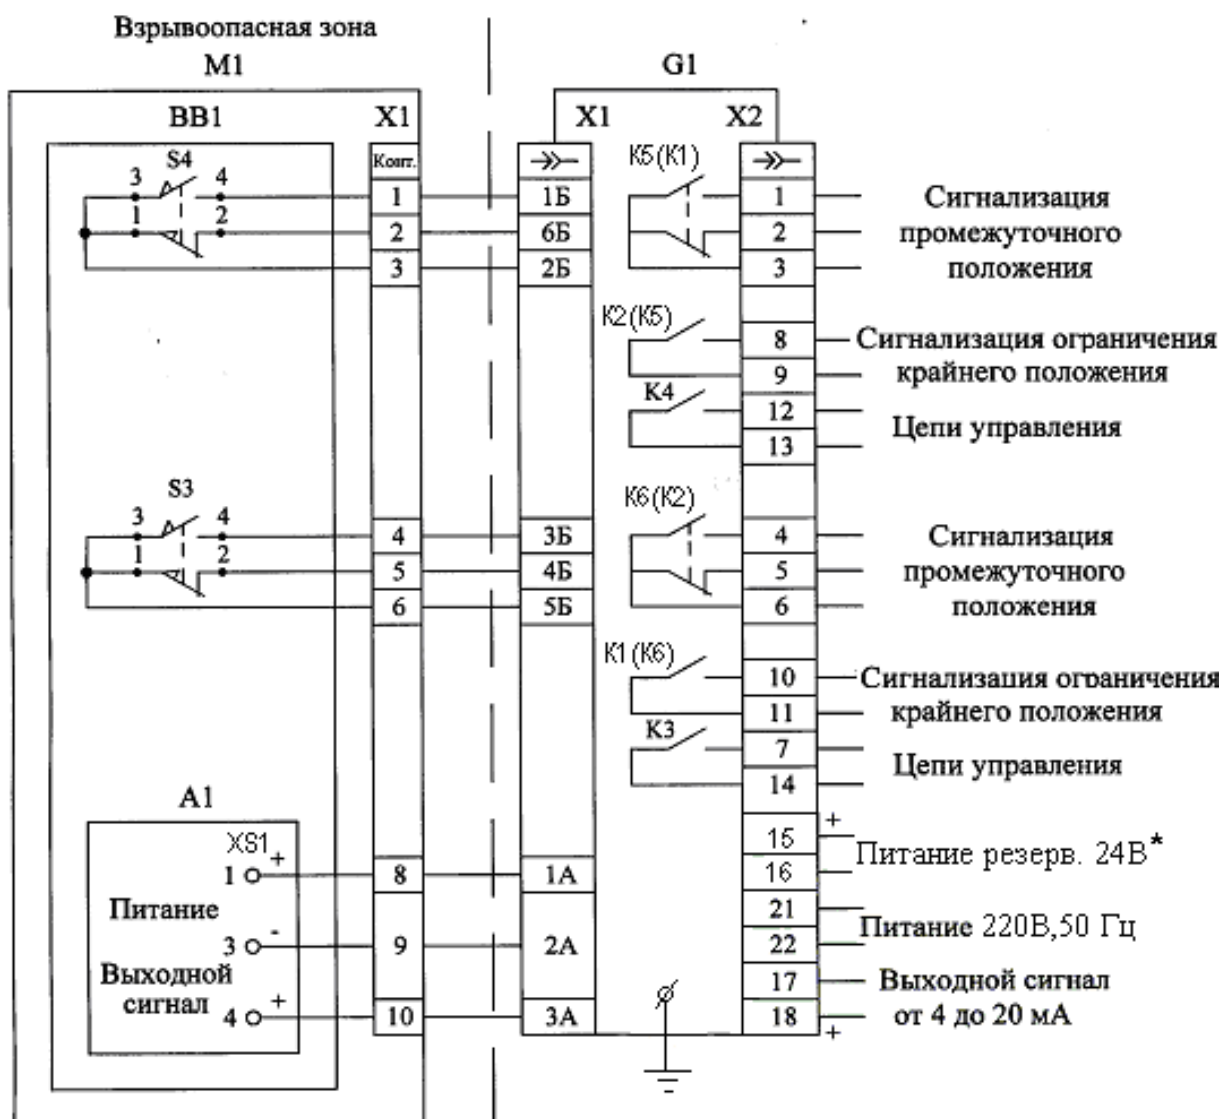 Взрывоопасная зона
M1
G1
BB1
X1
X1
X2
Конт.
S4
3 4
1 2
1
2
3
1Б
6Б
2Б
K5(K1)
1
2
3
Сигнализация
промежуточного
положения
K2(K5)
8
9
Сигнализация ограничения
крайнего положения
K4
12
13
Цепи управления
S3
3 4
1 2
4
5
6
3Б
4Б
5Б
K6(K2)
4
5
6
Сигнализация
промежуточного
положения
K1(K6)
10
11
Сигнализация ограничения
крайнего положения
K3
7
14
Цепи управления
A1
XS1
1 +
Питание
3 -
Выходной
сигнал
4 +
8
9
10
1А
2А
3А
+
15
16
Питание резерв. 24В*
21
22
Питание 220В,50 Гц
17
18
+
Выходной сигнал
от 4 до 20 мА